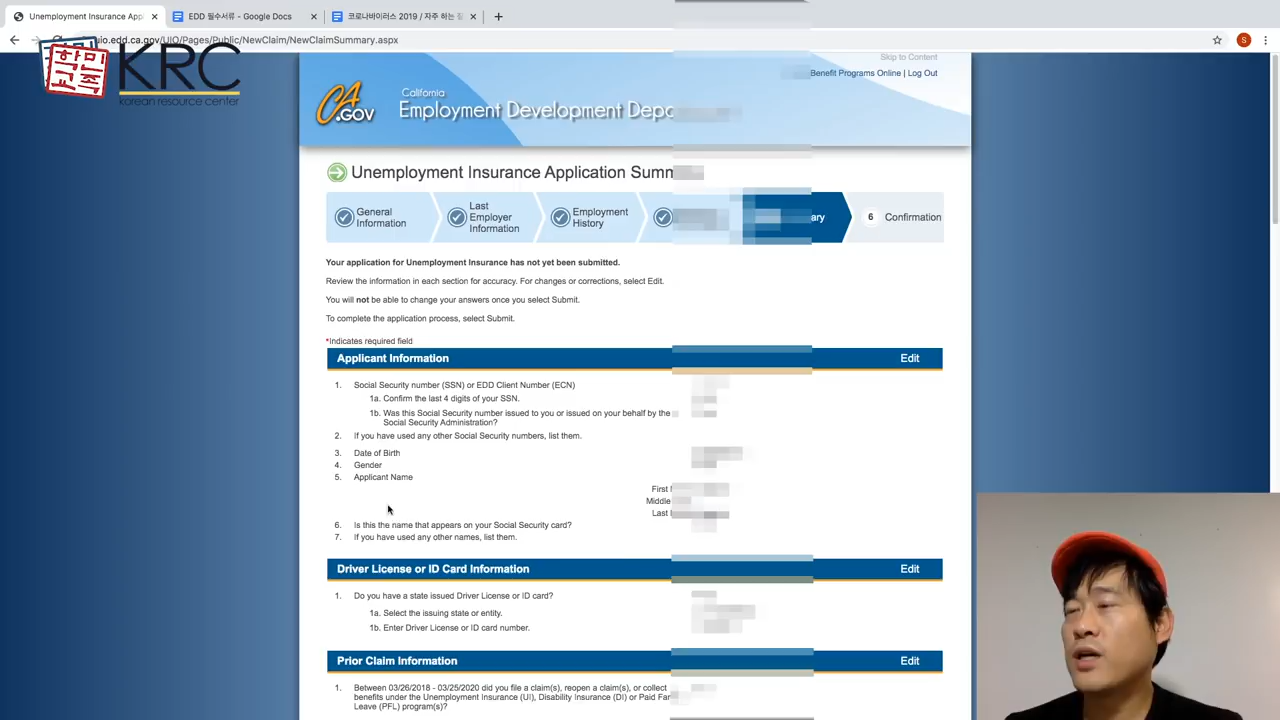 Unemployment Insurance Appl
EDD 필수서류 - Google Docs
코로나바이러스 2019 / 자주 하는
uio.edd.ca.gov/UIO/Pages/Public/NewClaim/NewClaimSummary.aspx
S
한인
교육
KRC
korean resource center
Skip to Content
Benefit Programs Online | Log Out
CA
.GOV
California
Employment Development Depa
Unemployment Insurance Application Summ
General
Information
Last
Employer
Information
Employment
History
ary
6 Confirmation
Your application for Unemployment Insurance has not yet been submitted.
Review the information in each section for accuracy. For changes or corrections, select Edit.
You will not be able to change your answers once you select Submit.
To complete the application process, select Submit.
*Indicates required field
Applicant Information Edit
1. Social Security number (SSN) or EDD Client Number (ECN)
1a. Confirm the last 4 digits of your SSN.
1b. Was this Social Security number issued to you or issued on your behalf by the
Social Security Administration?
2. If you have used any other Social Security numbers, list them.
3. Date of Birth
4. Gender
5. Applicant Name
First
Middle
Last
6. Is this the name that appears on your Social Security card?
7. If you have used any other names, list them.
Driver License or ID Card Information Edit
1. Do you have a state issued Driver License or ID card?
1a. Select the issuing state or entity.
1b. Enter Driver License or ID card number.
Prior Claim Information Edit
1. Between 03/26/2018 - 03/25/2020 did you file a claim(s), reopen a claim(s), or collect
benefits under the Unemployment Insurance (UI), Disability Insurance (DI) or Paid Fam
Leave (PFL) program(s)?